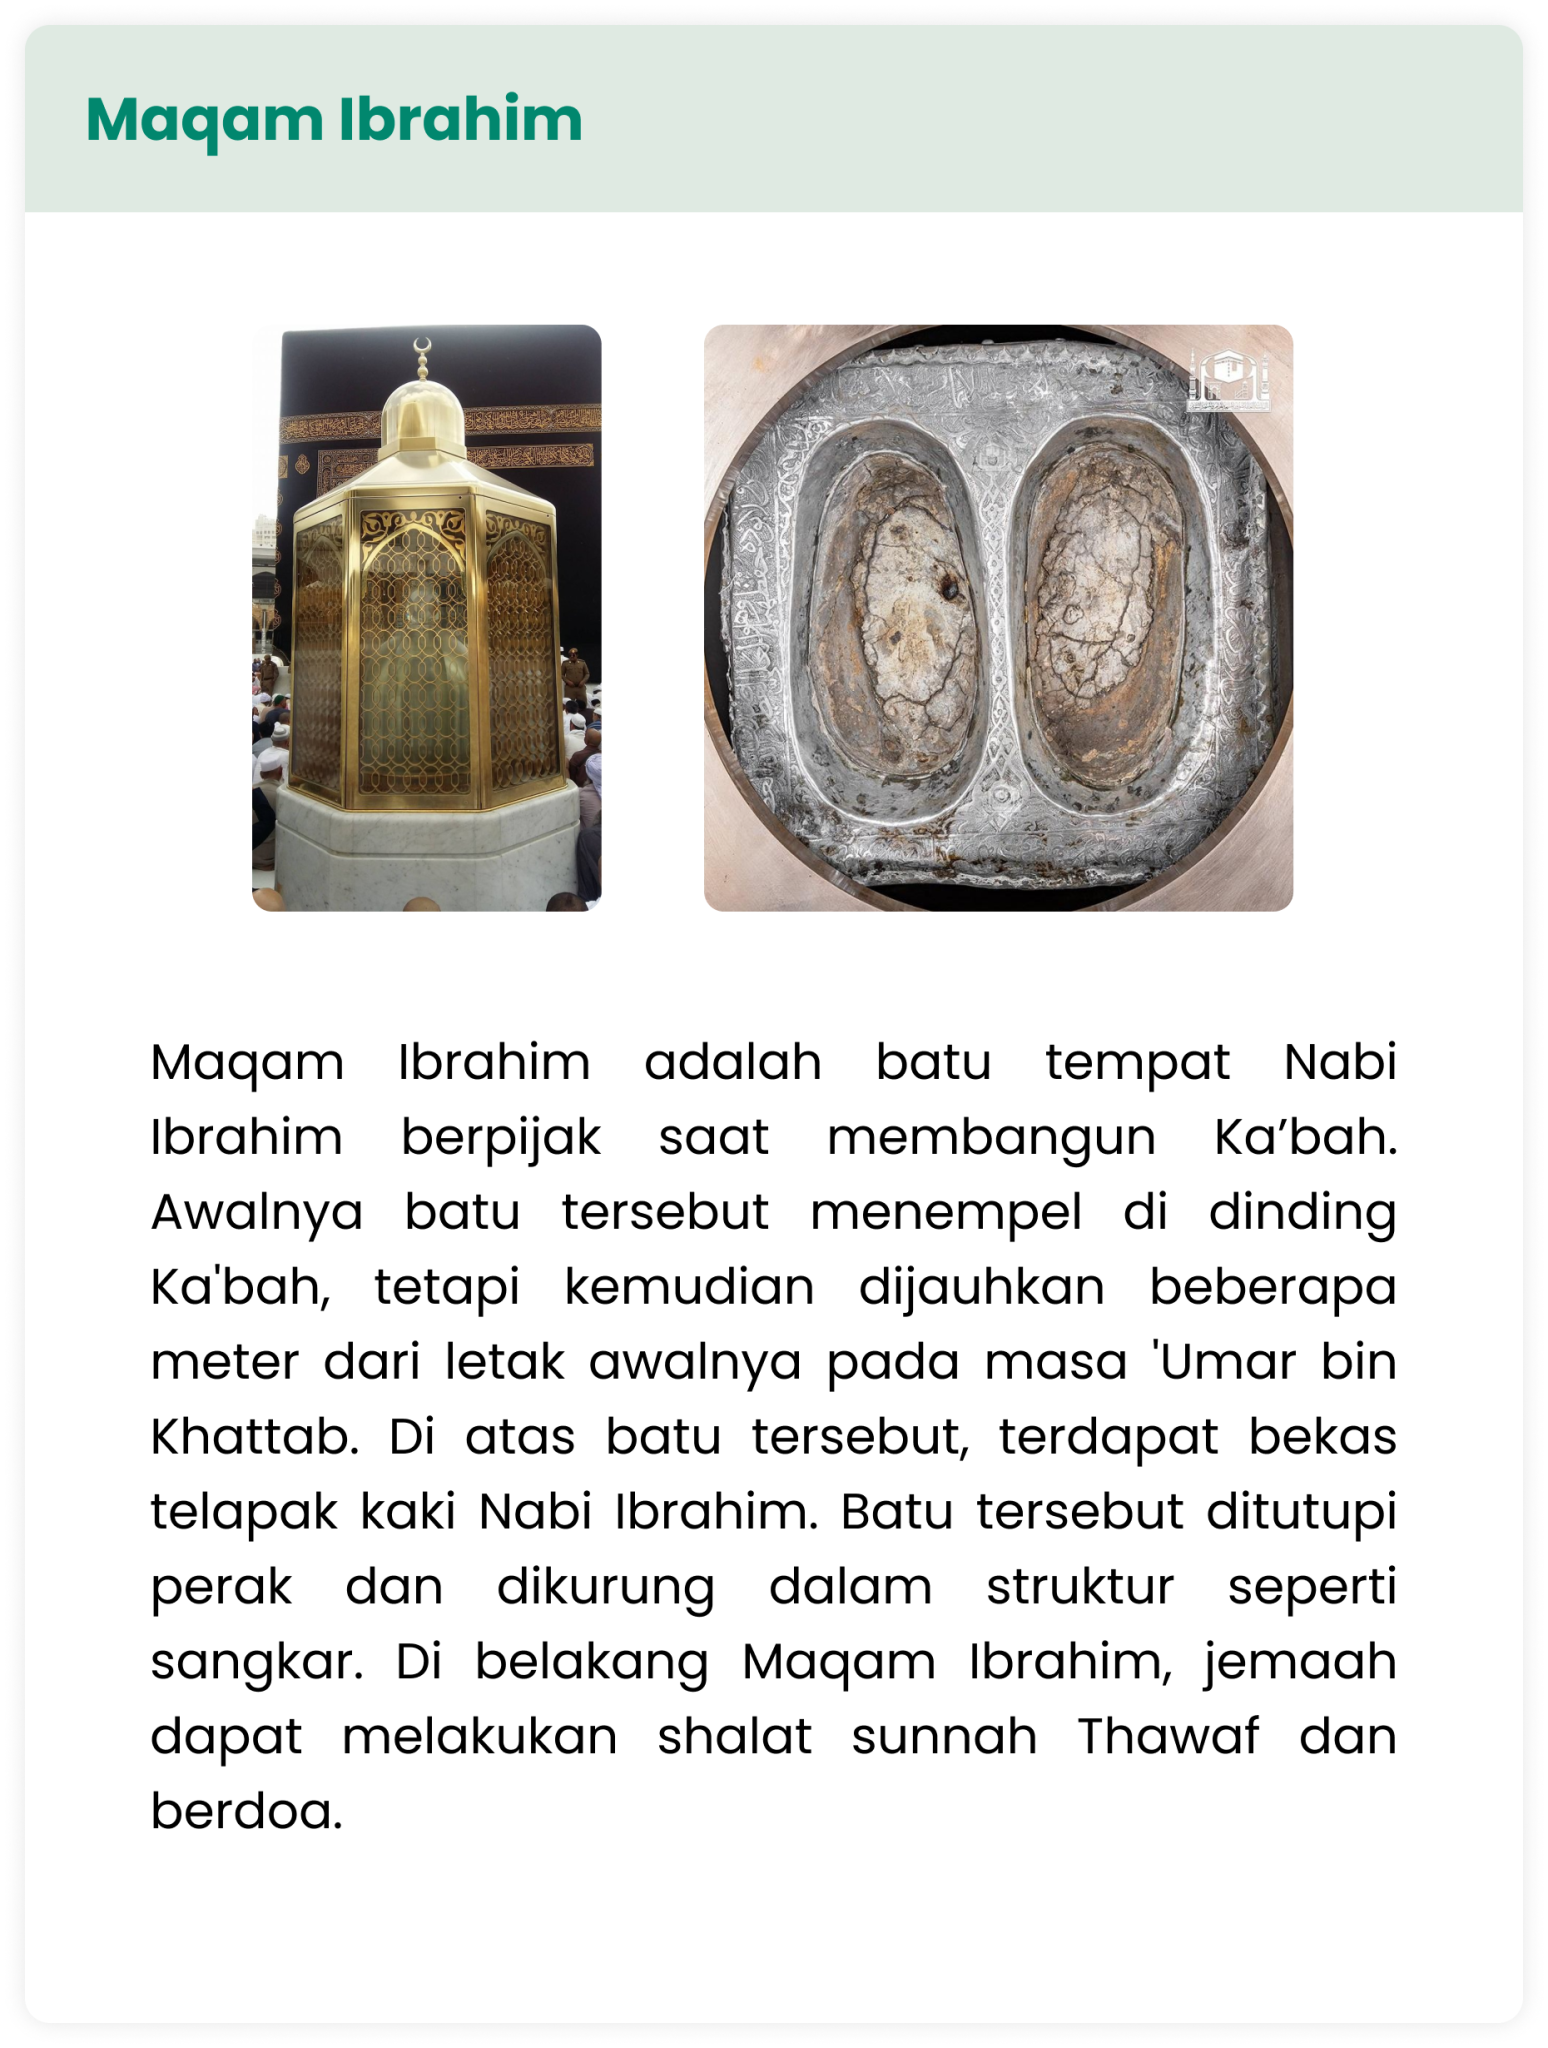 Maqam Ibrahim
Maqam Ibrahim adalah batu tempat Nabi
Ibrahim berpijak saat membangun Ka’bah.
Awalnya batu tersebut menempel di dinding
Ka'bah, tetapi kemudian dijauhkan beberapa
meter dari letak awalnya pada masa 'Umar bin
Khattab. Di atas batu tersebut, terdapat bekas
telapak kaki Nabi Ibrahim. Batu tersebut ditutupi
perak dan dikurung dalam struktur seperti
sangkar. Di belakang Maqam Ibrahim, jemaah
dapat melakukan shalat sunnah Thawaf dan
berdoa.